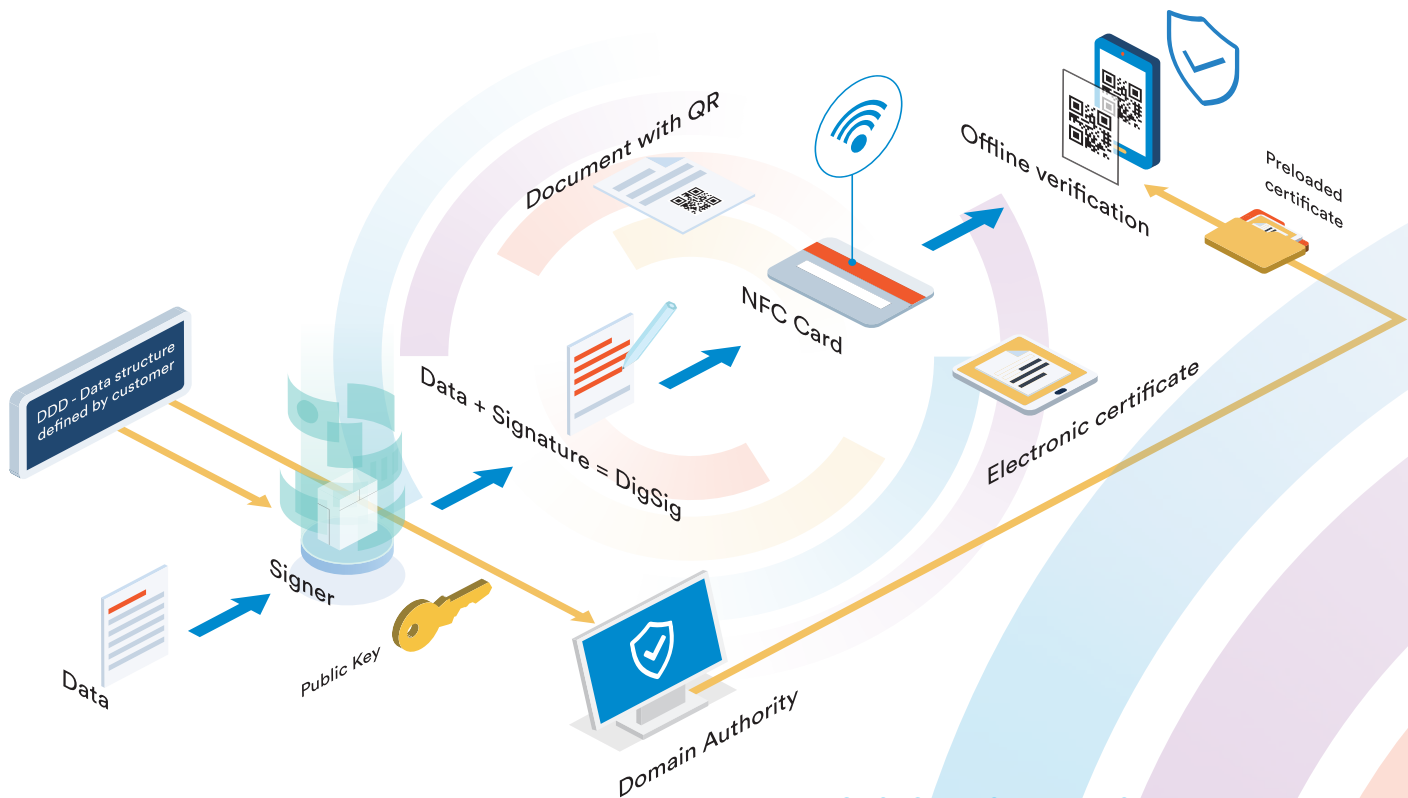 Document with QR
Offline verification
Preloaded
certificate
NFC Card
DDD - Data structure
defined by customer
Data + Signature = DigSig
Electronic certificate
Signer
Public Key
Data
Domain Authority